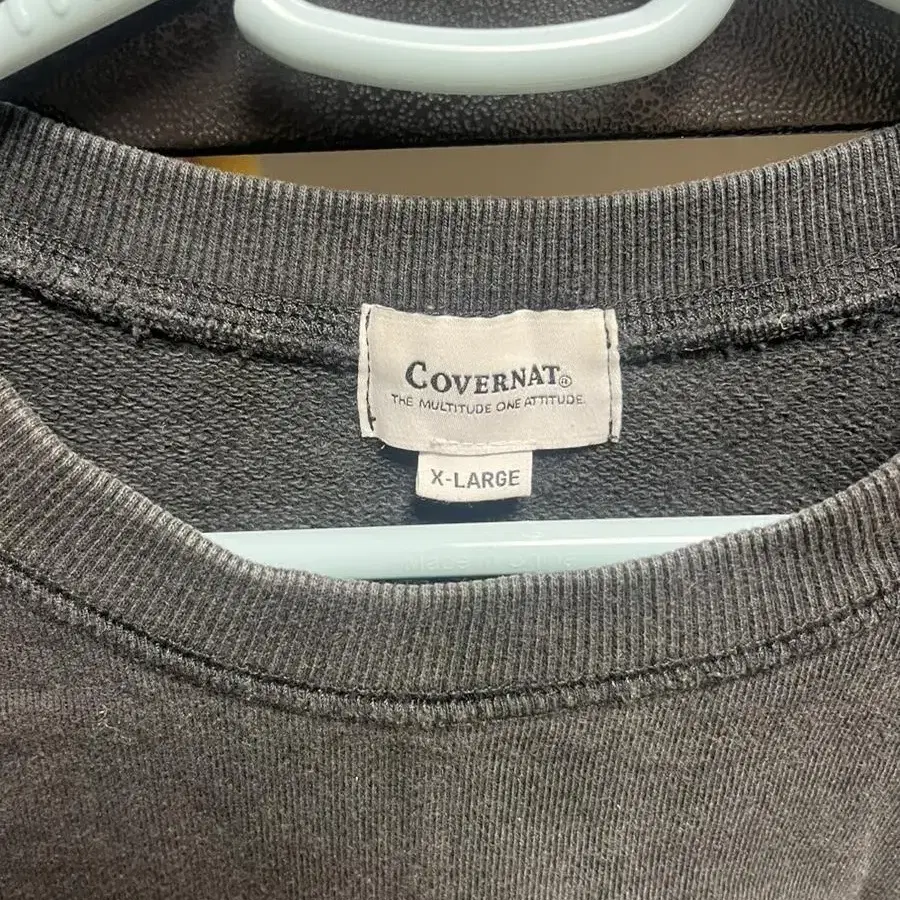 COVERNAT®
THE MULTITUDE ONE ATTITUDE
X-LARGE